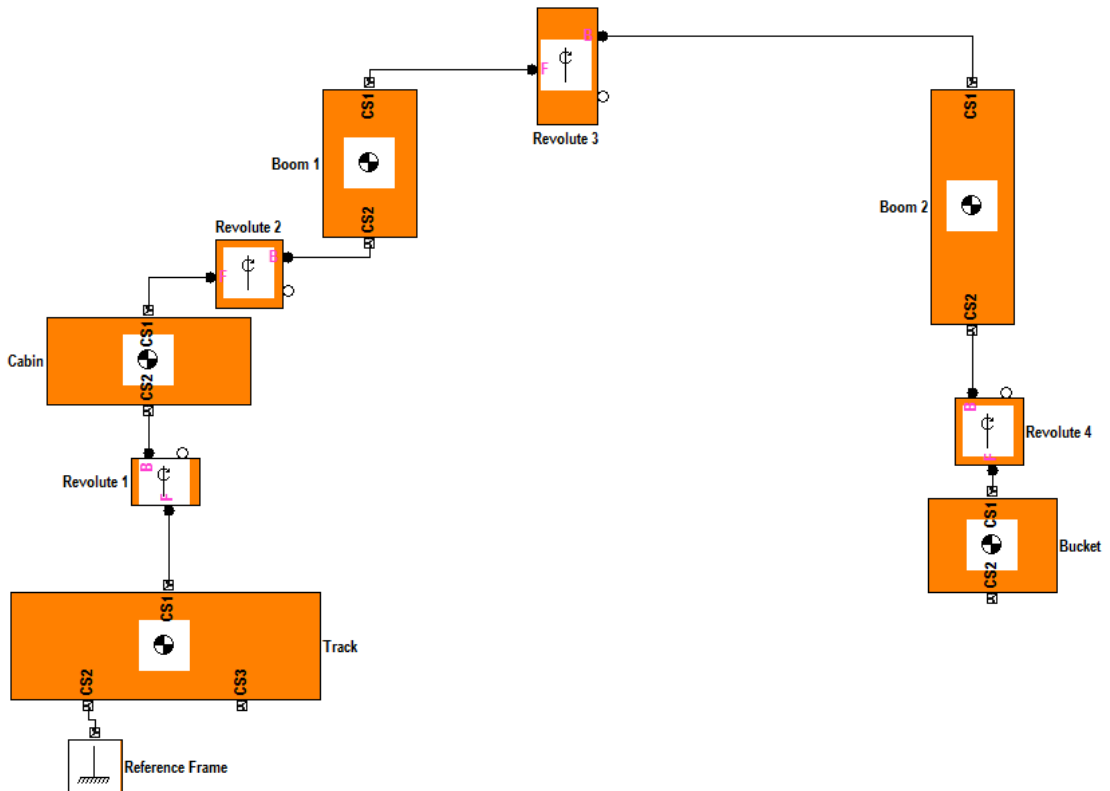 B
F
Revolute 3
CS1
Boom 1
CS2
CS1
Boom 2
CS2
Revolute 2
B
F
CS1
Cabin
CS2
B
Revolute 4
F
Revolute 1
B
F
CS1
Bucket
CS2
CS1
Track
CS2
CS3
Reference Frame